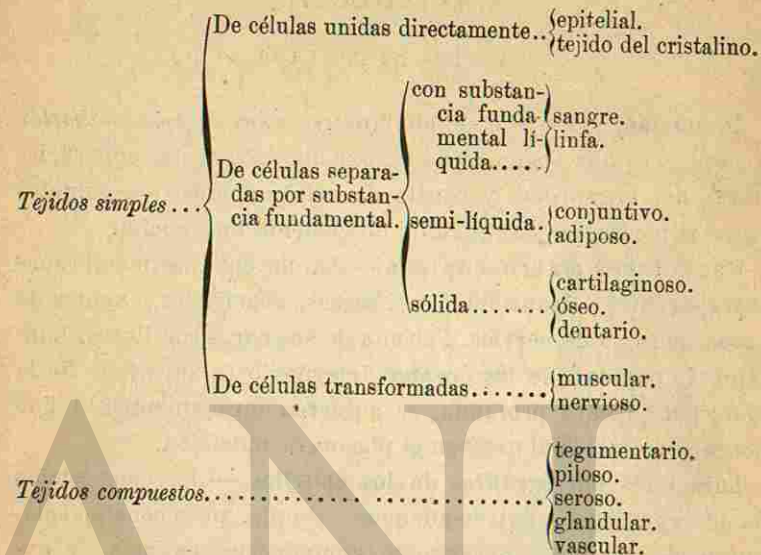 De células unidas directamente..
epitelial.
tejido del cristalino.
Tejidos simples...
De células separa-
das por substan-
cia fundamental.
con substan-
cia funda-
mental lí-
quida.....
sangre.
linfa.
semi-líquida.
conjuntivo.
adiposo.
sólida........
cartilaginoso.
óseo.
dentario.
De células transformadas.......
muscular.
nervioso.
Tejidos compuestos....................................
tegumentario.
piloso.
seroso.
glandular.
vascular.
ANL